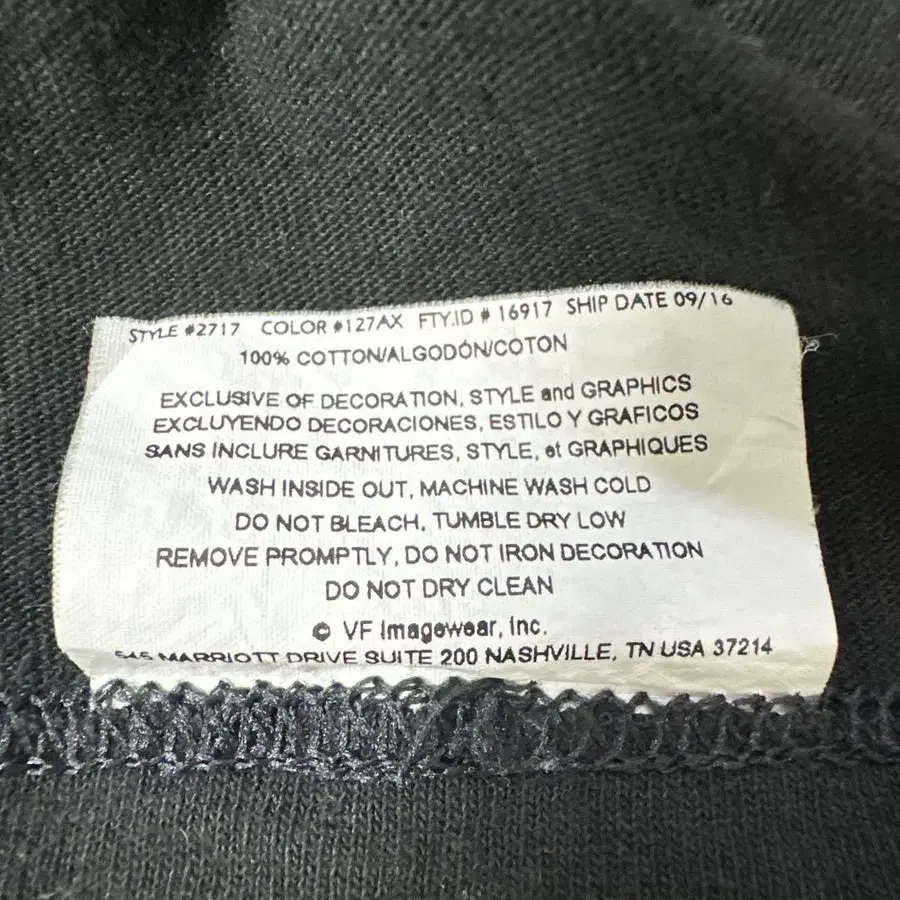 STYLE #2717 COLOR #127AX FTY.ID # 16917 SHIP DATE 09/16
100% COTTON/ALGODÓN/COTON
EXCLUSIVE OF DECORATION, STYLE and GRAPHICS
EXCLUYENDO DECORACIONES, ESTILO Y GRAFICOS
SANS INCLURE GARNITURES, STYLE, et GRAPHIQUES
WASH INSIDE OUT, MACHINE WASH COLD
DO NOT BLEACH, TUMBLE DRY LOW
REMOVE PROMPTLY, DO NOT IRON DECORATION
DO NOT DRY CLEAN
© VF Imagewear, Inc.
545 MARRIOTT DRIVE SUITE 200 NASHVILLE, TN USA 37214